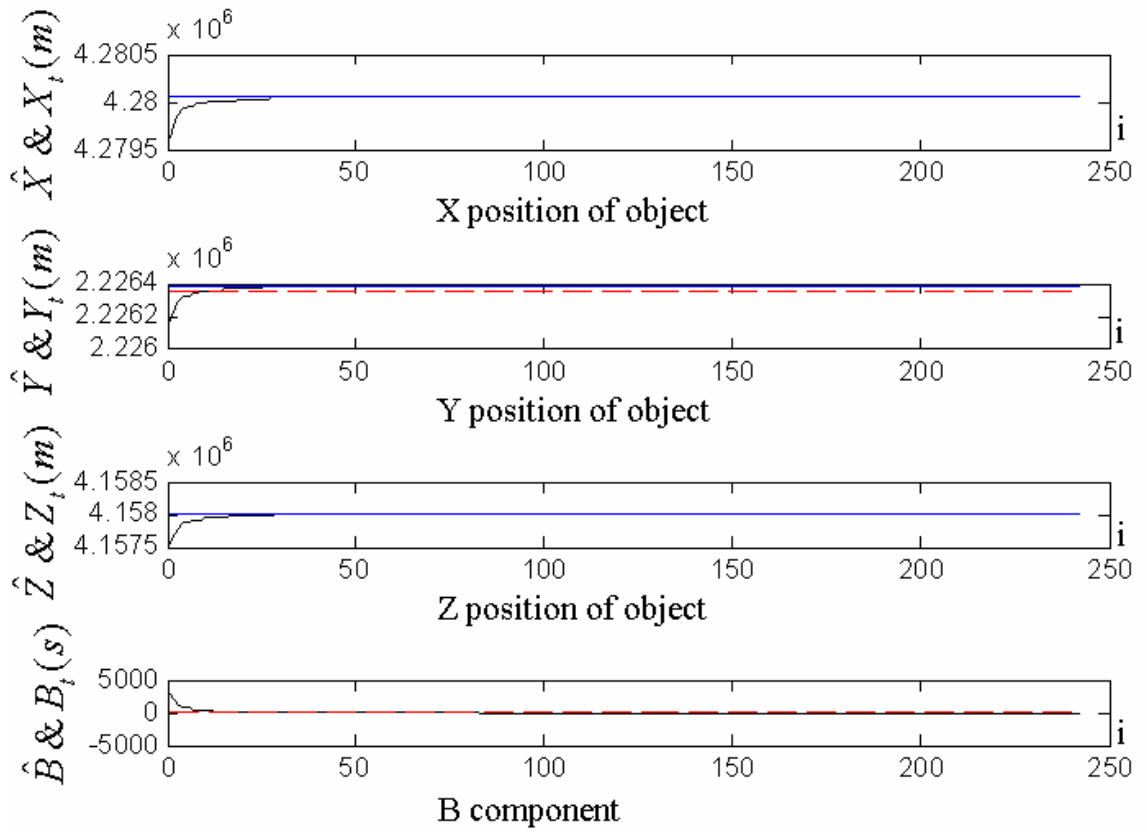 x 10^6
4.2805
4.28
4.2795
X̂ & X_t(m)
0 50 100 150 200 250
i
X position of object
x 10^6
2.2264
2.2262
2.226
Ŷ & Y_t(m)
0 50 100 150 200 250
i
Y position of object
x 10^6
4.1585
4.158
4.1575
Ẑ & Z_t(m)
0 50 100 150 200 250
i
Z position of object
5000
0
-5000
B̂ & B_t(s)
0 50 100 150 200 250
i
B component